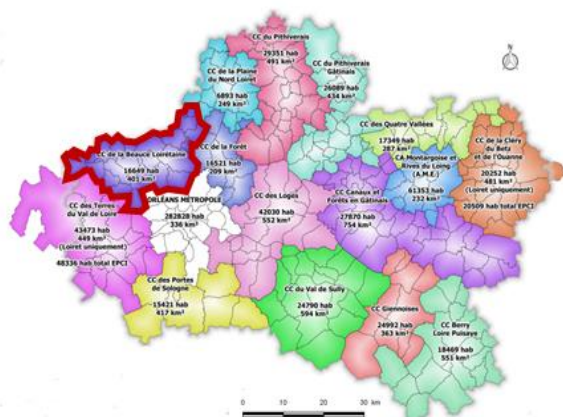 CC du Pithiverais
29351 hab
491 km²
CC du Pithiverais
Gâtinais
26089 hab
434 km²
N
CC de la Plaine
du Nord Loiret
6893 hab
249 km²
CC de la Forêt
16521 hab
209 km²
CC de la Beauce Loirétaine
16649 hab
401 km²
CC des Quatre Vallées
17349 hab
287 km²
CA Montargoise et
Rives du Loing
(A.M.E.)
61353 hab
232 km²
CC de la Cléry
du Betz
et de l'Ouanne
20252 hab
481 km²
(Loiret uniquement)
20509 hab total EPCI
CC des Terres
du Val de Loire
43473 hab
449 km²
(Loiret uniquement)
48336 hab total EPCI
ORLÉANS MÉTROPOLE
282828 hab
336 km²
CC des Loges
42030 hab
552 km²
CC Canaux et
Forêts en Gâtinais
27870 hab
754 km²
CC des Portes
de Sologne
15421 hab
417 km²
CC du Val de Sully
24790 hab
594 km²
CC Giennoises
24992 hab
363 km²
CC Berry
Loire Puisaye
18469 hab
551 km²
0 10 20 30 km